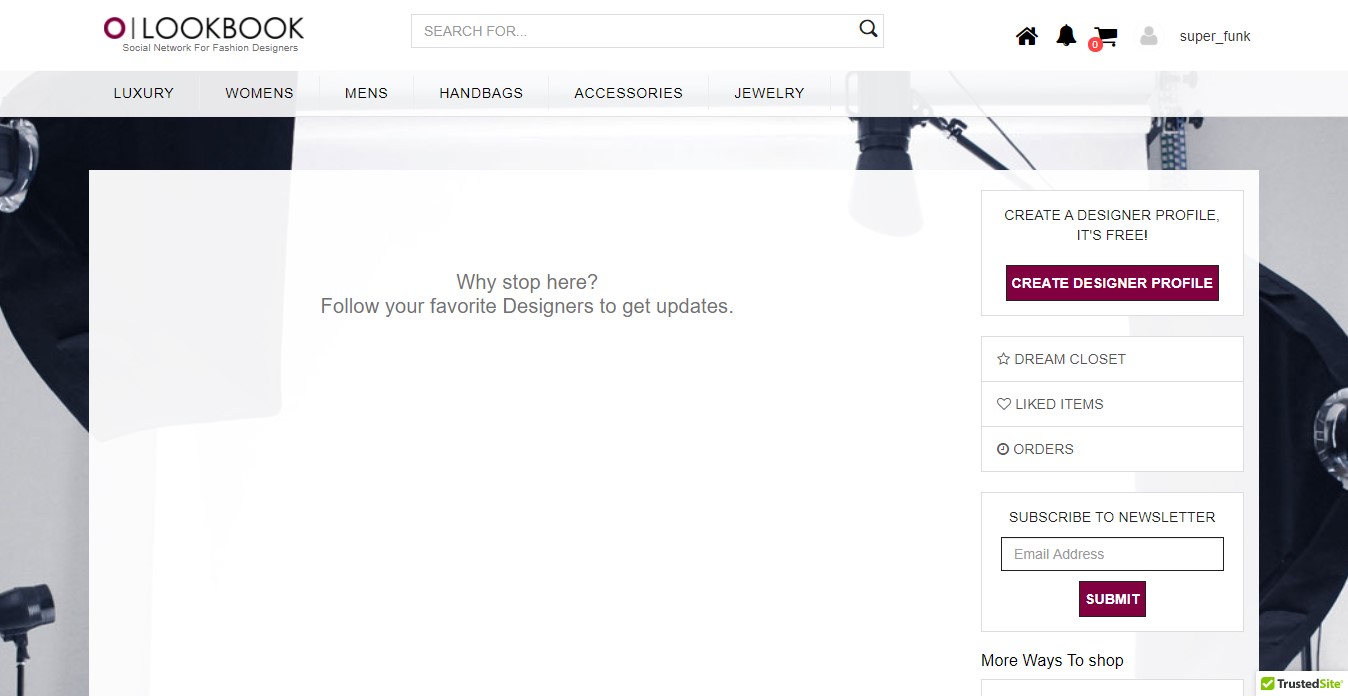 O|LOOKBOOK
Social Network For Fashion Designers
SEARCH FOR...
0
super_funk
LUXURY
WOMENS
MENS
HANDBAGS
ACCESSORIES
JEWELRY
Why stop here?
Follow your favorite Designers to get updates.
CREATE A DESIGNER PROFILE,
IT'S FREE!
CREATE DESIGNER PROFILE
DREAM CLOSET
LIKED ITEMS
ORDERS
SUBSCRIBE TO NEWSLETTER
Email Address
SUBMIT
More Ways To shop
TrustedSite